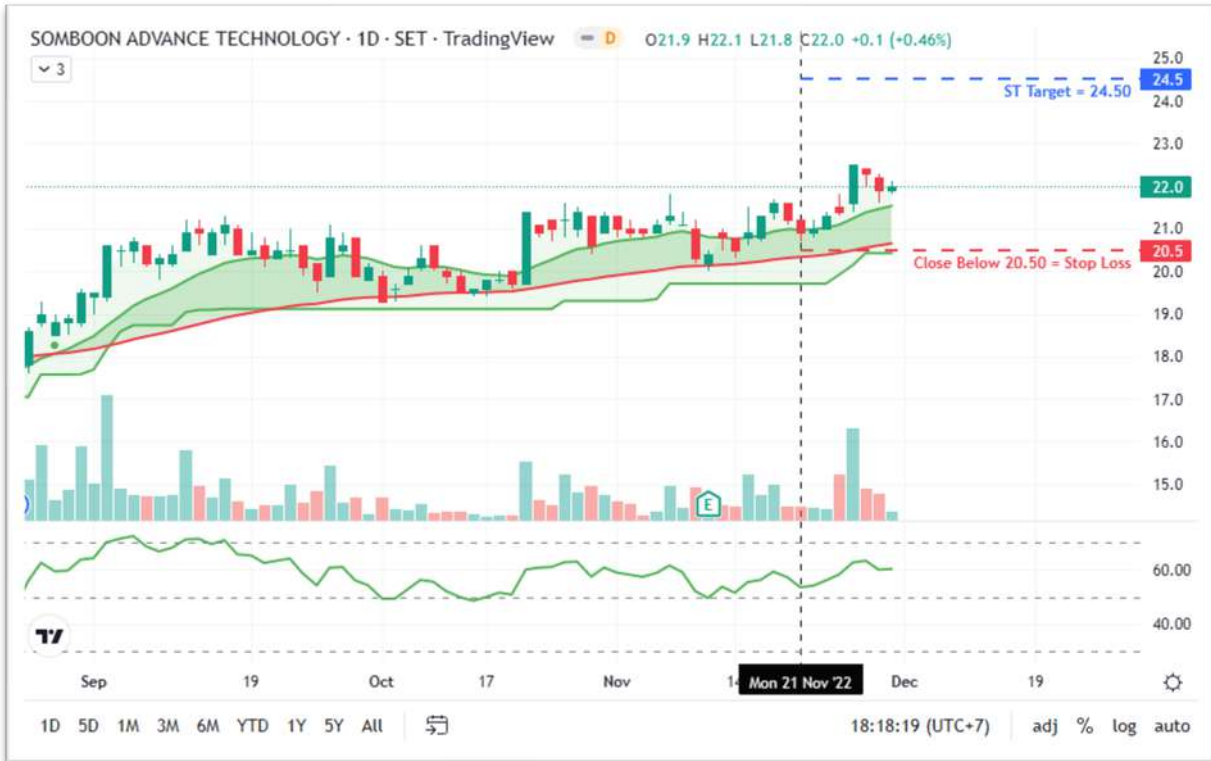 SOMBOON ADVANCE TECHNOLOGY · 1D · SET · TradingView D O21.9 H22.1 L21.8 C22.0 +0.1 (+0.46%)
3
25.0
24.5
ST Target = 24.50
24.0
23.0
22.0
21.0
20.5
Close Below 20.50 = Stop Loss
20.0
19.0
18.0
17.0
16.0
15.0
E
60.00
40.00
Sep 19 Oct 17 Nov 14 Mon 21 Nov '22 Dec 19
1D 5D 1M 3M 6M YTD 1Y 5Y All 18:18:19 (UTC+7) adj % log auto